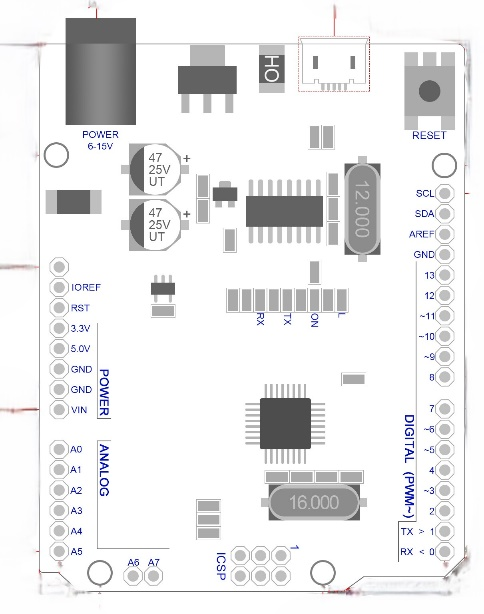 HO
POWER
6-15V
RESET
47
25V
UT
+
47
25V
UT
+
12.000
SCL
SDA
AREF
GND
13
12
~11
~10
~9
8
IOREF
RST
3.3V
5.0V
GND
GND
VIN
POWER
RX
TX
ON
L
7
~6
~5
4
~3
2
TX > 1
RX < 0
DIGITAL (PWM~)
A0
A1
A2
A3
A4
A5
ANALOG
16.000
A6 A7
ICSP
1